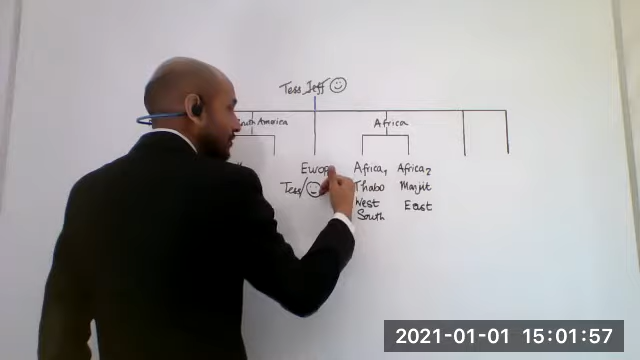 Tess Jeff
South America
Africa
Europe
Africa1
Africa2
Tess/
Thabo
Manjit
West
East
South
2021-01-01 15:01:57